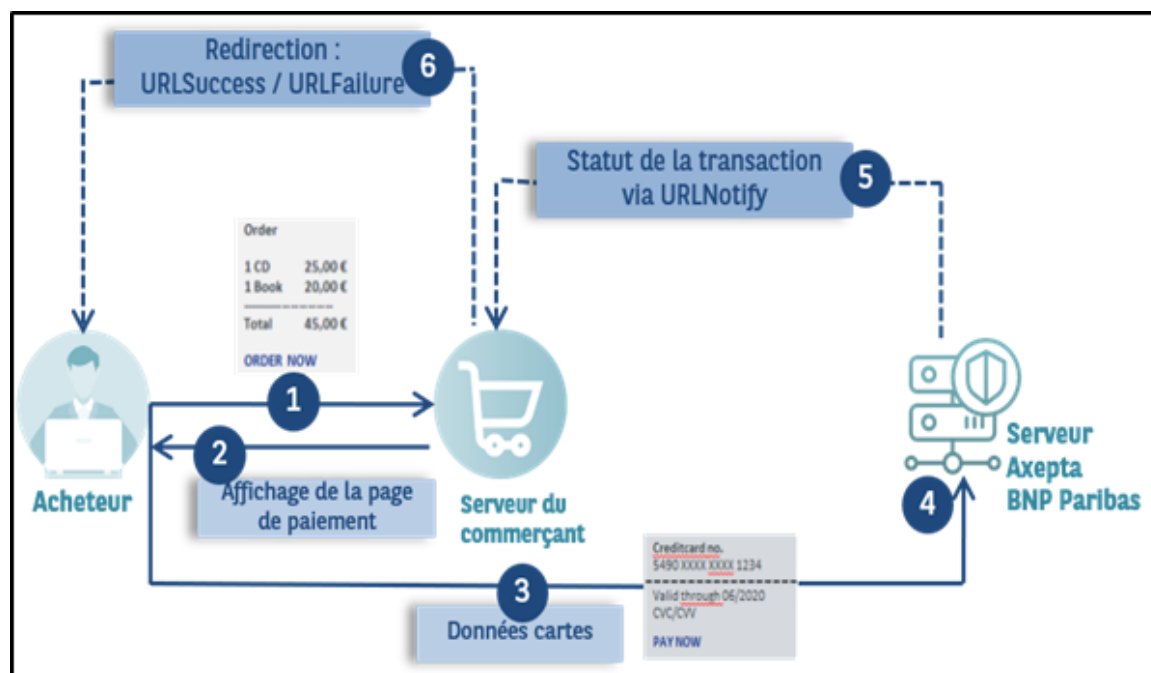 Redirection :
URLSuccess / URLFailure
6
Statut de la transaction
via URLNotify
5
Order
1 CD 25,00 €
1 Book 20,00 €
Total 45,00 €
ORDER NOW
1
2
Affichage de la page
de paiement
Acheteur
Serveur du
commerçant
Serveur
Axepta
BNP Paribas
4
3
Données cartes
Creditcard no.
5490 XXXX XXXX 1234
Valid through 06/2020
CVC/CVV
PAY NOW